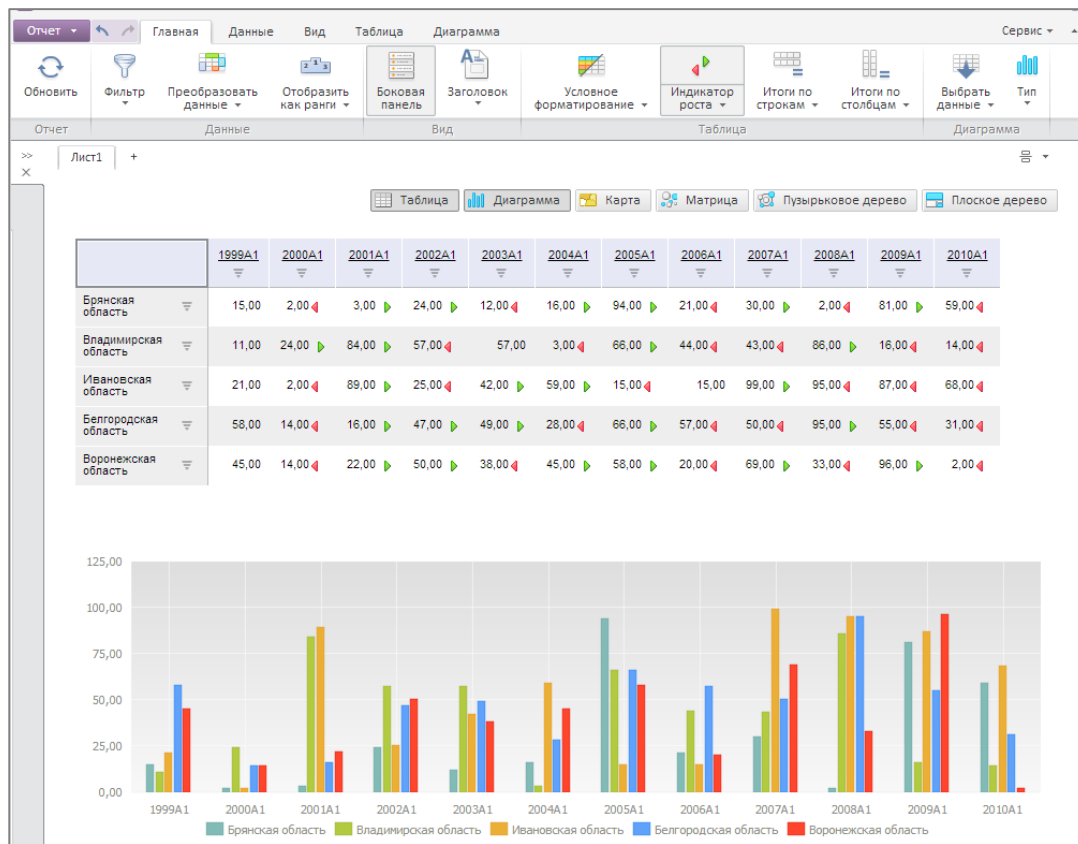 Отчет
Главная Данные Вид Таблица Диаграмма Сервис
Обновить Фильтр Преобразовать данные Отобразить как ранги Боковая панель Заголовок Условное форматирование Индикатор роста Итоги по строкам Итоги по столбцам Выбрать данные Тип
Отчет Данные Вид Таблица Диаграмма
>> Лист1 +
Таблица Диаграмма Карта Матрица Пузырьковое дерево Плоское дерево
1999A1 2000A1 2001A1 2002A1 2003A1 2004A1 2005A1 2006A1 2007A1 2008A1 2009A1 2010A1
Брянская область 15,00 2,00 3,00 24,00 12,00 16,00 94,00 21,00 30,00 2,00 81,00 59,00
Владимирская область 11,00 24,00 84,00 57,00 57,00 3,00 66,00 44,00 43,00 86,00 16,00 14,00
Ивановская область 21,00 2,00 89,00 25,00 42,00 59,00 15,00 15,00 99,00 95,00 87,00 68,00
Белгородская область 58,00 14,00 16,00 47,00 49,00 28,00 66,00 57,00 50,00 95,00 55,00 31,00
Воронежская область 45,00 14,00 22,00 50,00 38,00 45,00 58,00 20,00 69,00 33,00 96,00 2,00
125,00
100,00
75,00
50,00
25,00
0,00
1999A1 2000A1 2001A1 2002A1 2003A1 2004A1 2005A1 2006A1 2007A1 2008A1 2009A1 2010A1
Брянская область Владимирская область Ивановская область Белгородская область Воронежская область